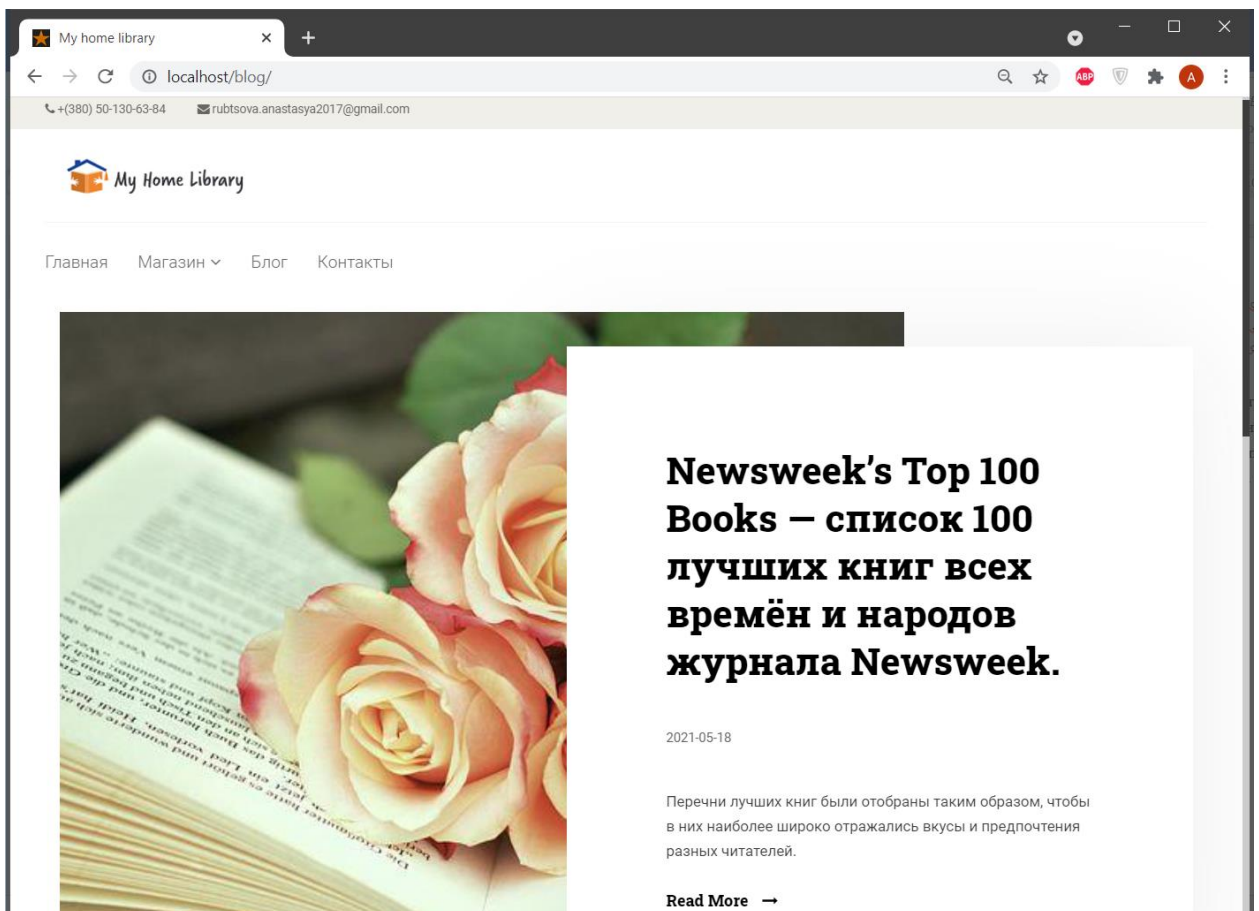 My home library
localhost/blog/
ABP
A
+(380) 50-130-63-84 rubtsova.anastasya2017@gmail.com
My Home Library
Главная Магазин Блог Контакты
Newsweek’s Top 100
Books — список 100
лучших книг всех
времён и народов
журнала Newsweek.
2021-05-18
Перечни лучших книг были отобраны таким образом, чтобы
в них наиболее широко отражались вкусы и предпочтения
разных читателей.
Read More →